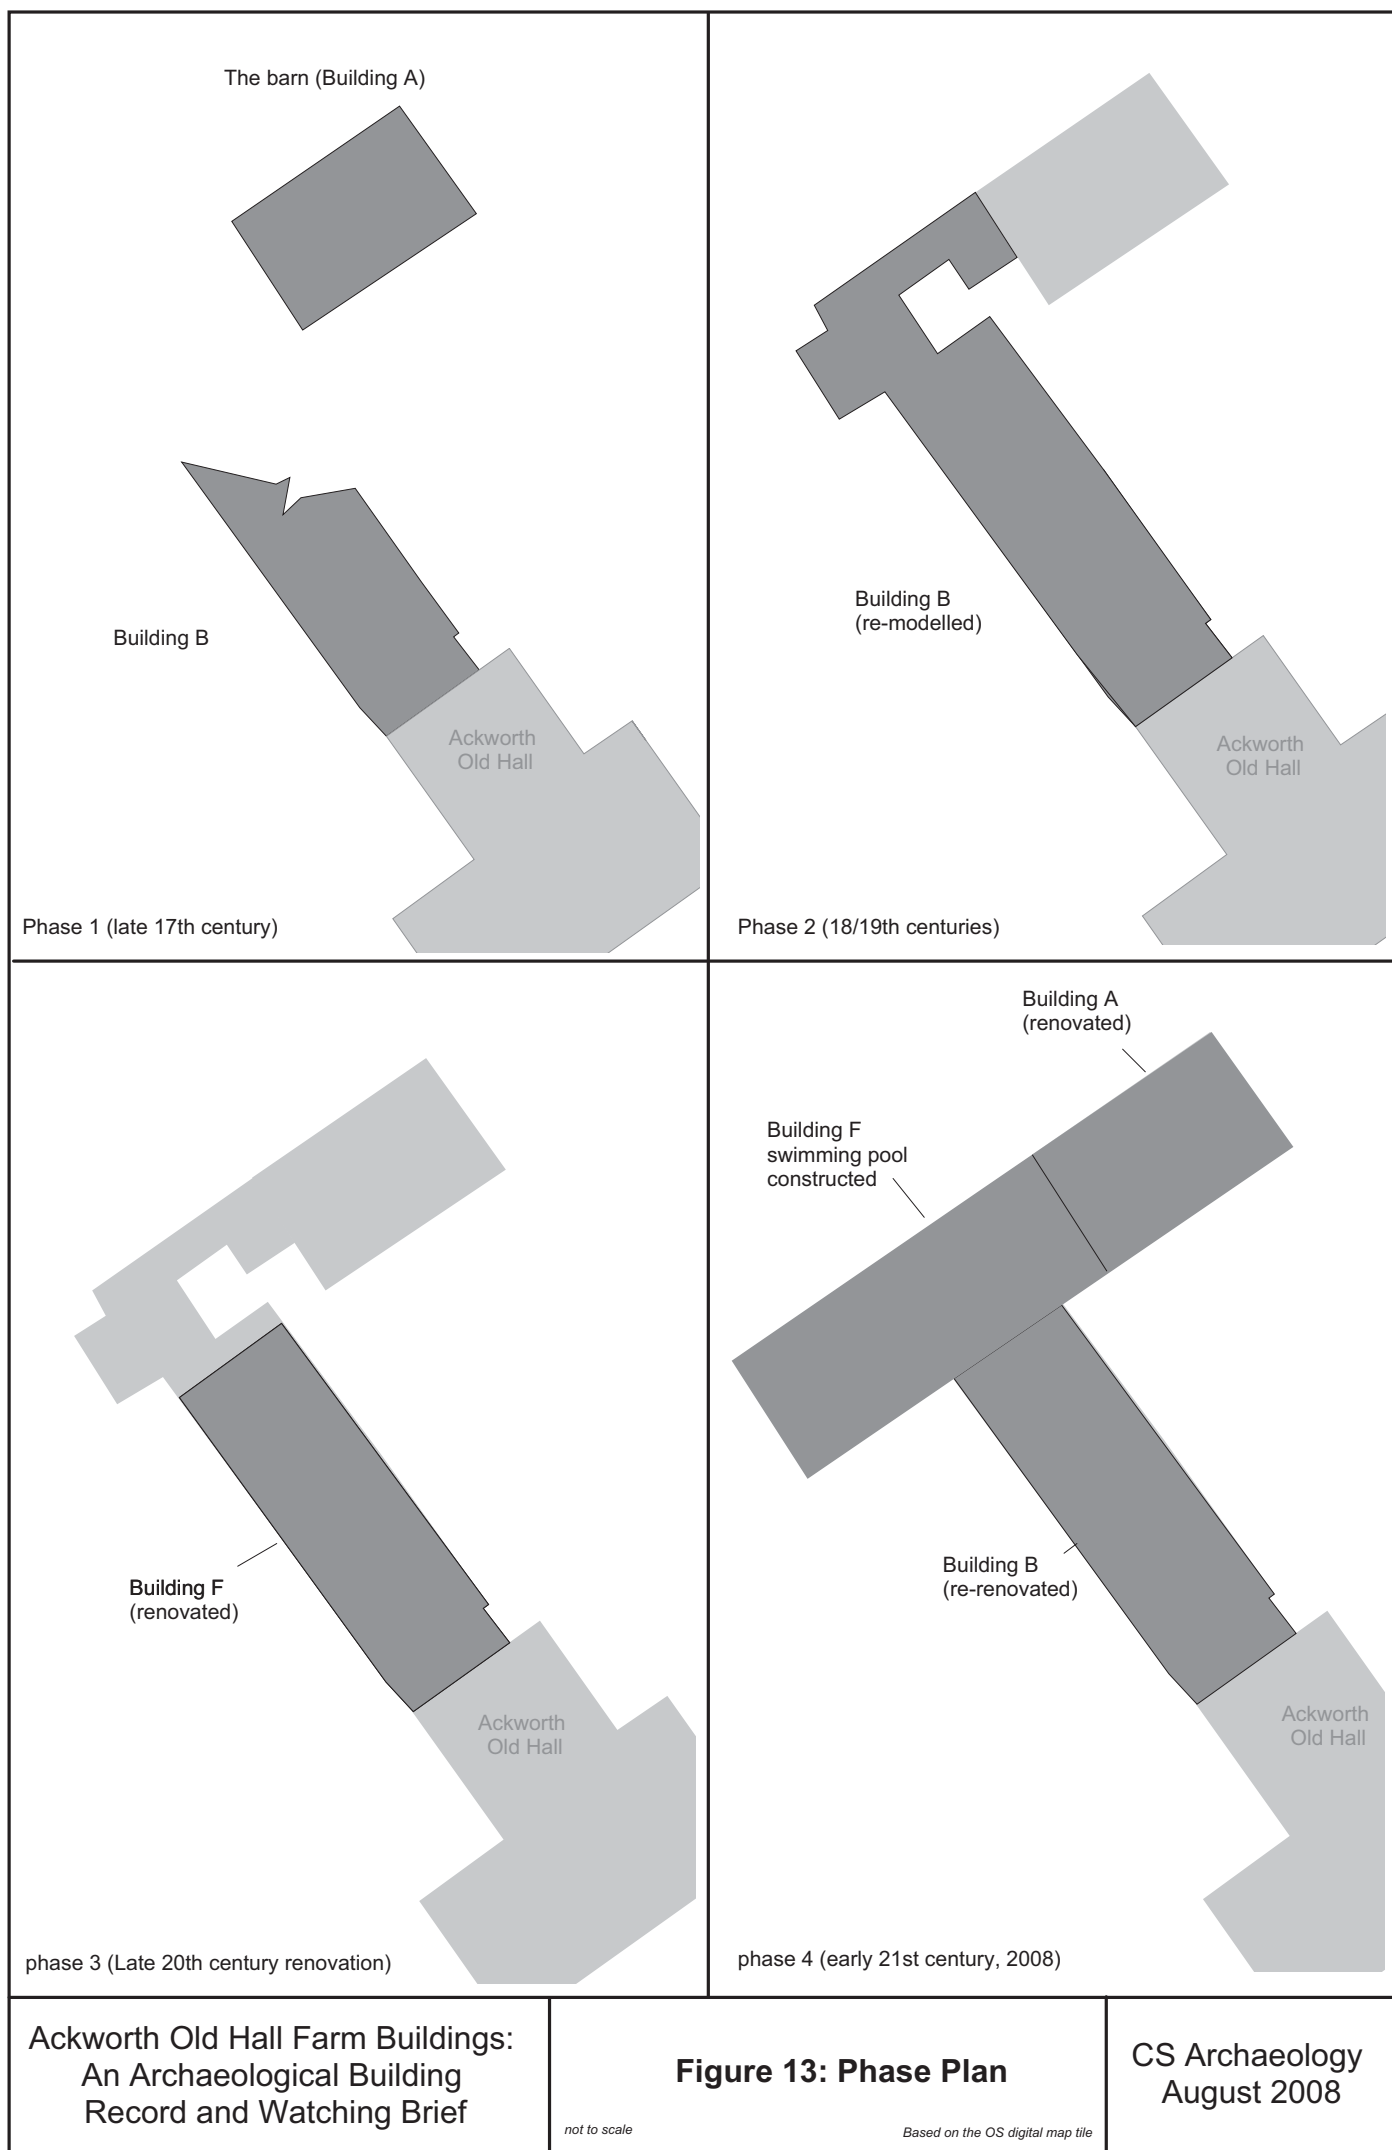 The barn (Building A)
Building B
Ackworth
Old Hall
Phase 1 (late 17th century)
Building B
(re-modelled)
Ackworth
Old Hall
Phase 2 (18/19th centuries)
Building F
(renovated)
Ackworth
Old Hall
phase 3 (Late 20th century renovation)
Building A
(renovated)
Building F
swimming pool
constructed
Building B
(re-renovated)
Ackworth
Old Hall
phase 4 (early 21st century, 2008)
Ackworth Old Hall Farm Buildings:
An Archaeological Building
Record and Watching Brief
Figure 13: Phase Plan
not to scale
Based on the OS digital map tile
CS Archaeology
August 2008